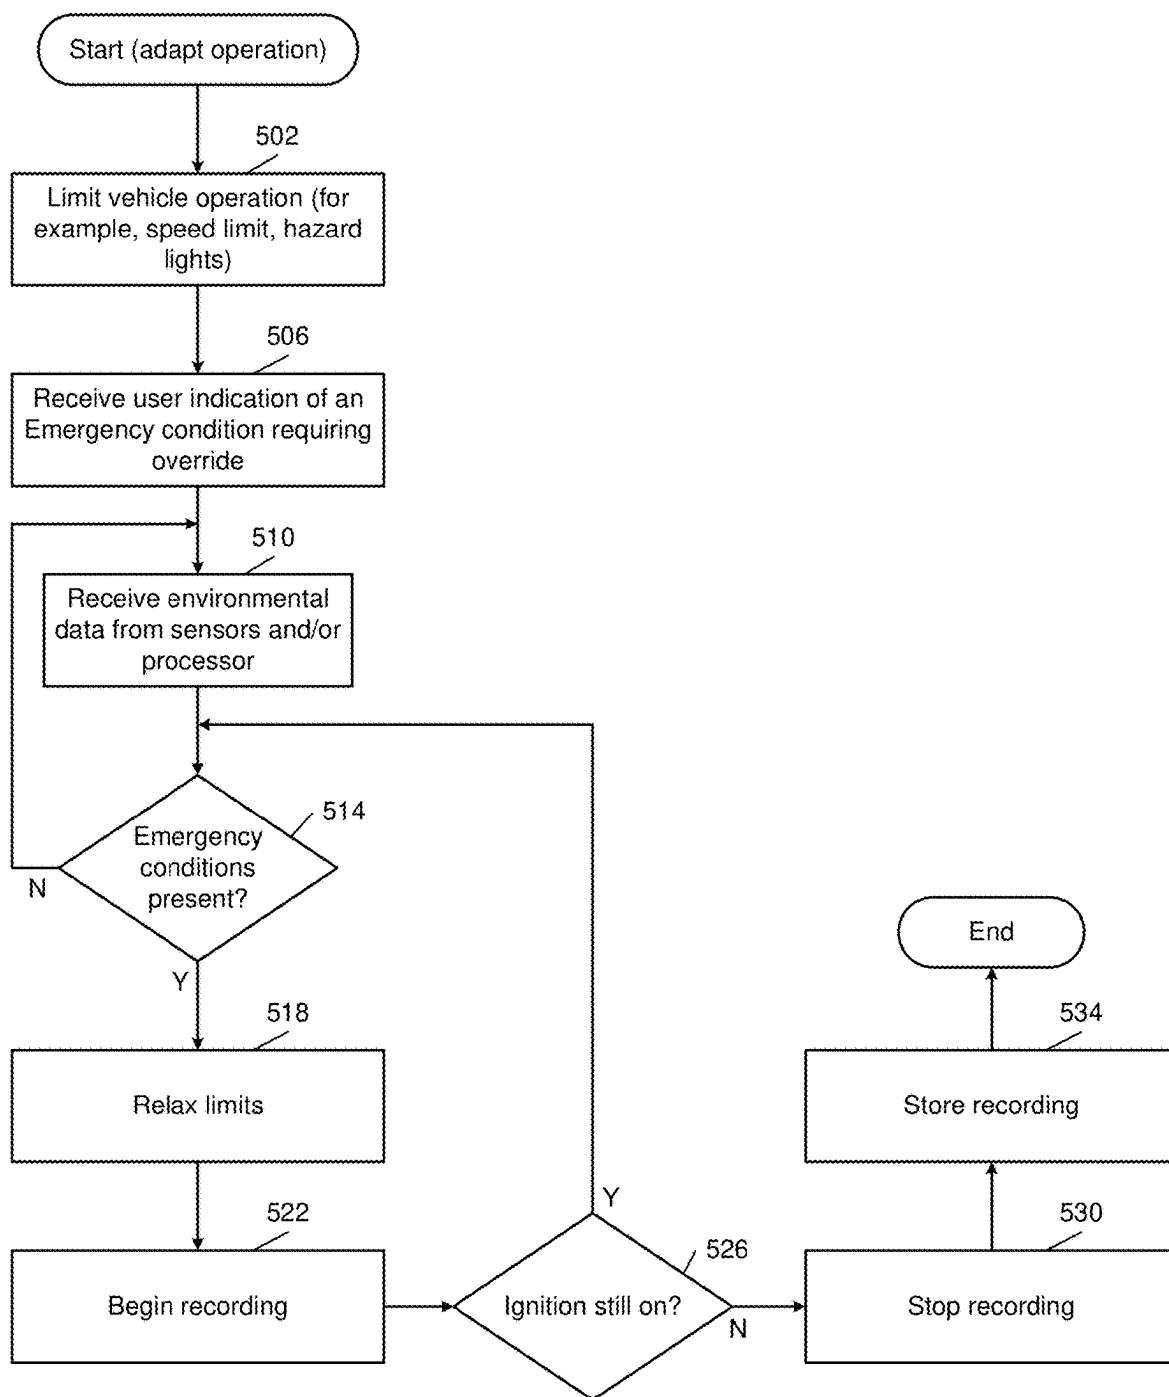 Start (adapt operation)
502
Limit vehicle operation (for
example, speed limit, hazard
lights)
506
Receive user indication of an
Emergency condition requiring
override
510
Receive environmental
data from sensors and/or
processor
514
Emergency
conditions
present?
N
Y
518
Relax limits
522
Begin recording
Y
526
Ignition still on?
N
530
Stop recording
534
Store recording
End